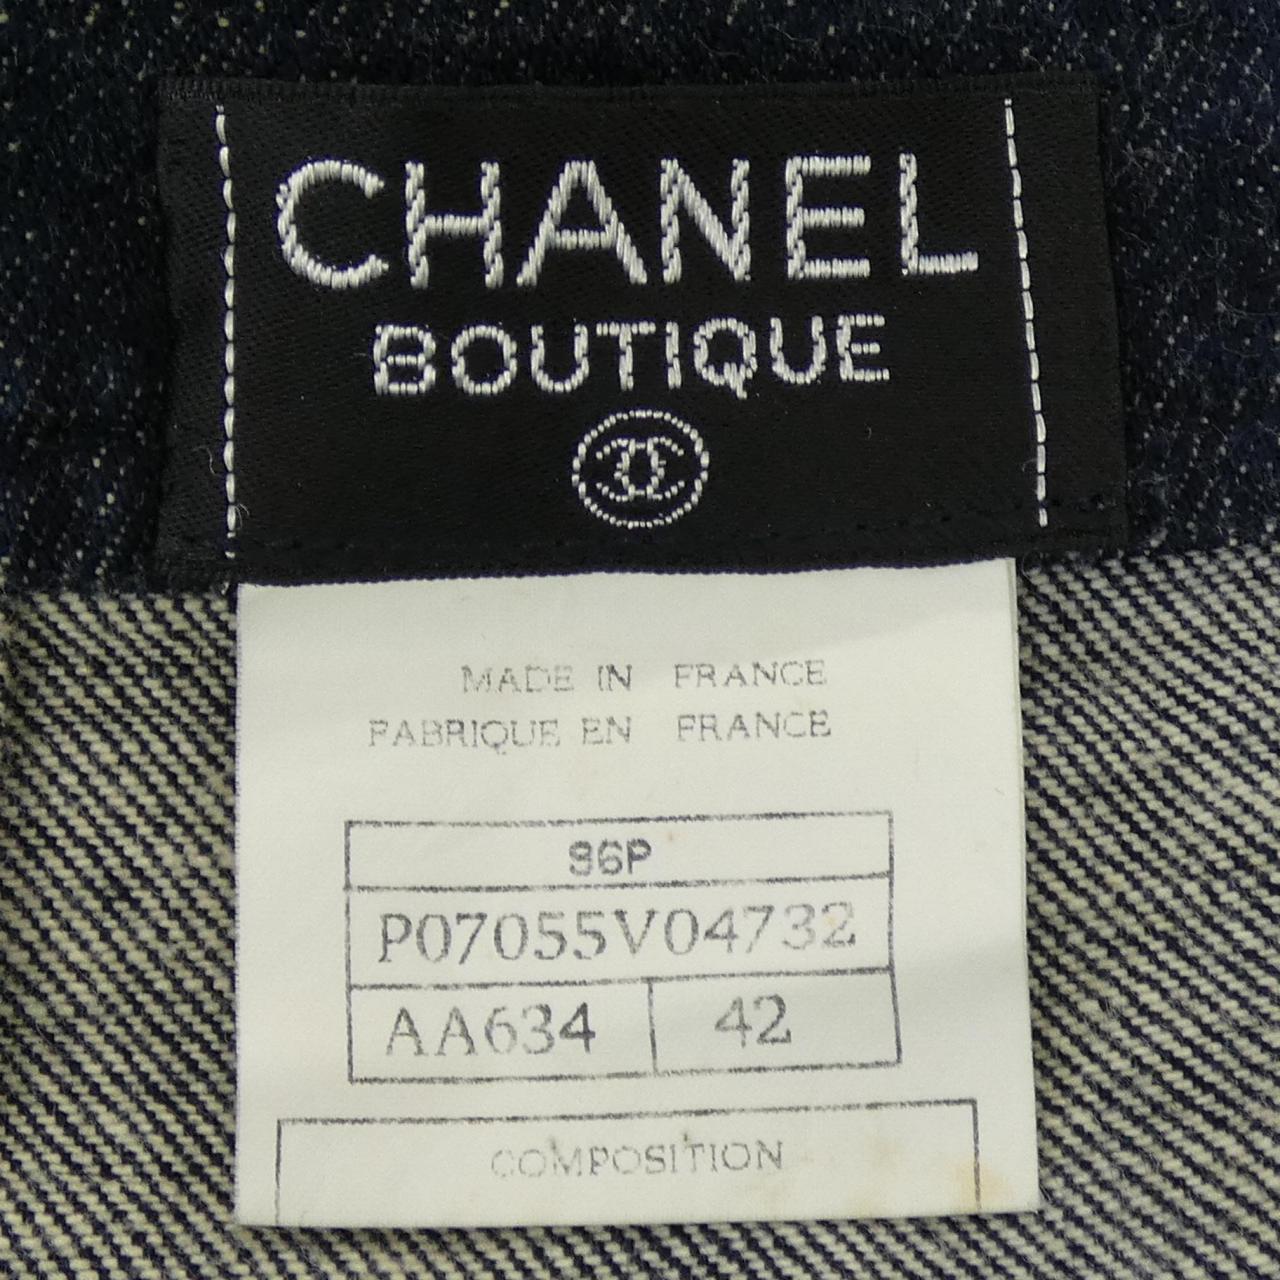 CHANEL
BOUTIQUE
MADE IN FRANCE
FABRIQUE EN FRANCE
96P
P07055V04732
AA634 42
COMPOSITION